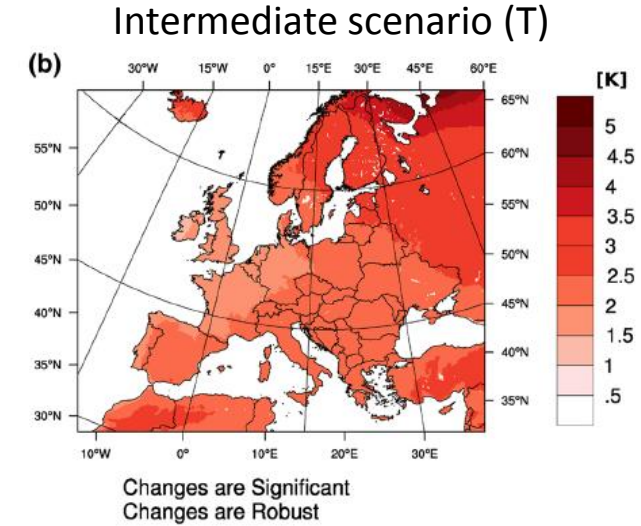 Intermediate scenario (T)
(b)
30°W 15°W 0° 15°E 30°E 45°E 60°E
[K]
65°N
60°N
55°N
50°N
45°N
40°N
35°N
55°N
50°N
45°N
40°N
35°N
30°N
5
4.5
4
3.5
3
2.5
2
1.5
1
.5
10°W 0° 10°E 20°E 30°E
Changes are Significant
Changes are Robust